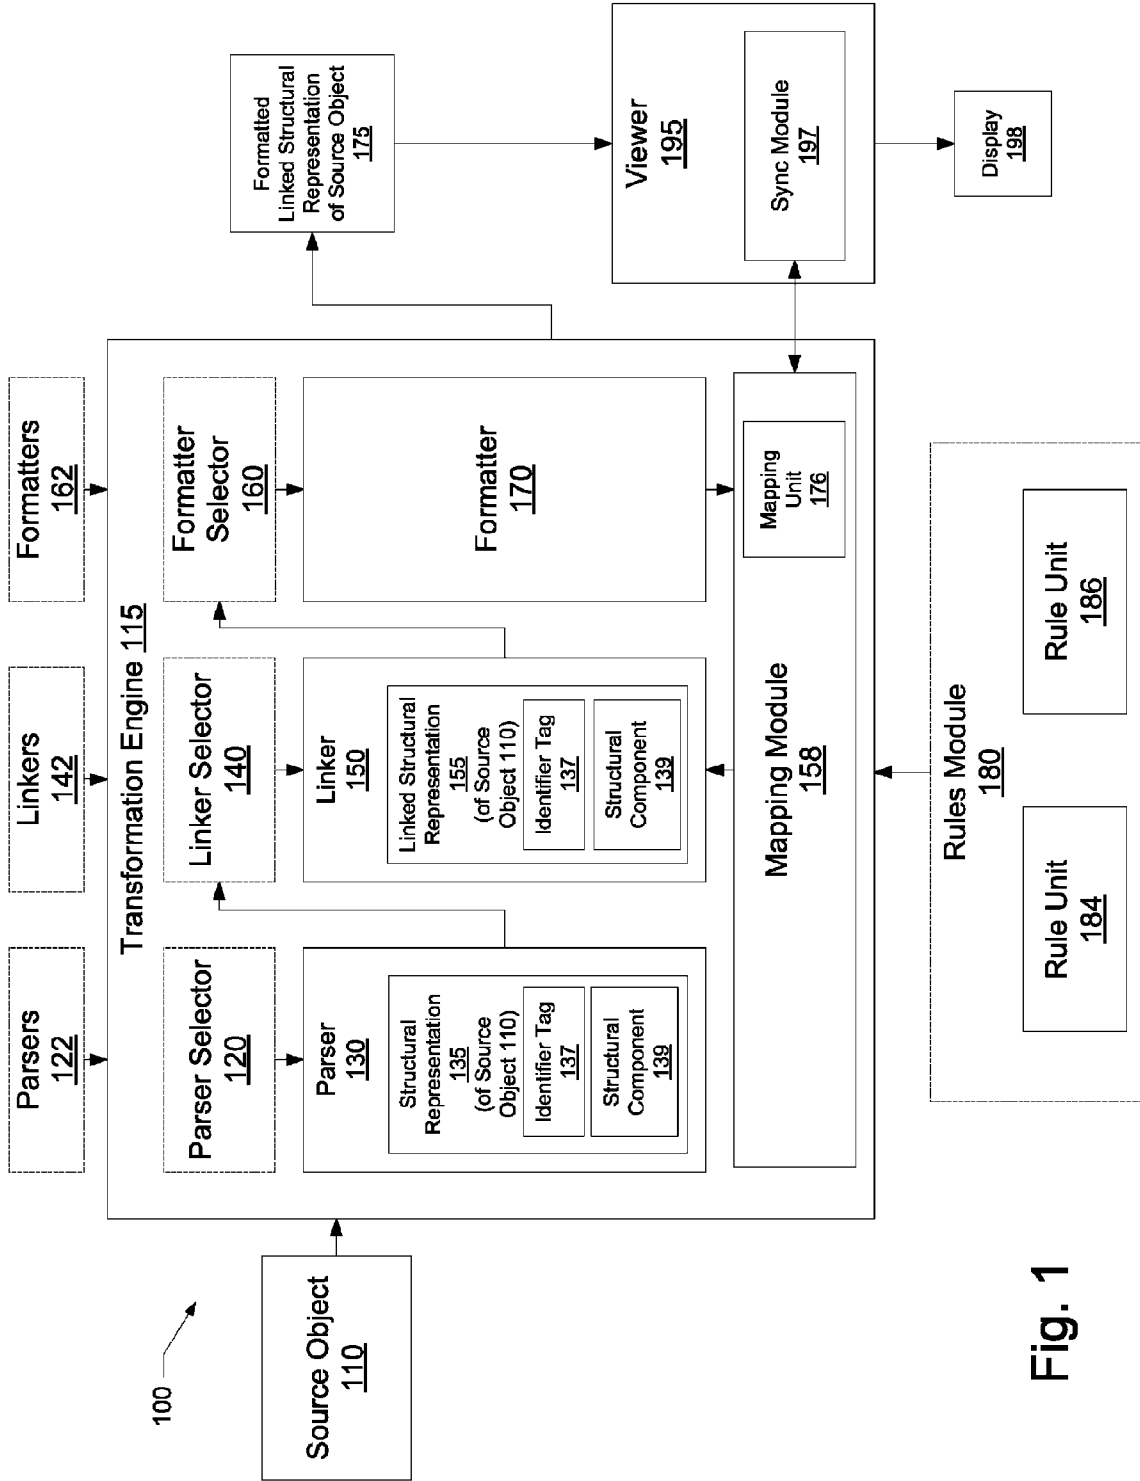 Parsers
122
Linkers
142
Formatters
162
Transformation Engine 115
Parser Selector
120
Linker Selector
140
Formatter
Selector
160
Source Object
110
Parser
130
Structural
Representation
135
(of Source
Object 110)
Identifier Tag
137
Structural
Component
139
Linker
150
Linked Structural
Representation
155
(of Source
Object 110)
Identifier Tag
137
Structural
Component
139
Formatter
170
Mapping Module
158
Mapping
Unit
176
Formatted
Linked Structural
Representation
of Source Object
175
Viewer
195
Sync Module
197
Display
198
Rules Module
180
Rule Unit
184
Rule Unit
186
100
Fig. 1